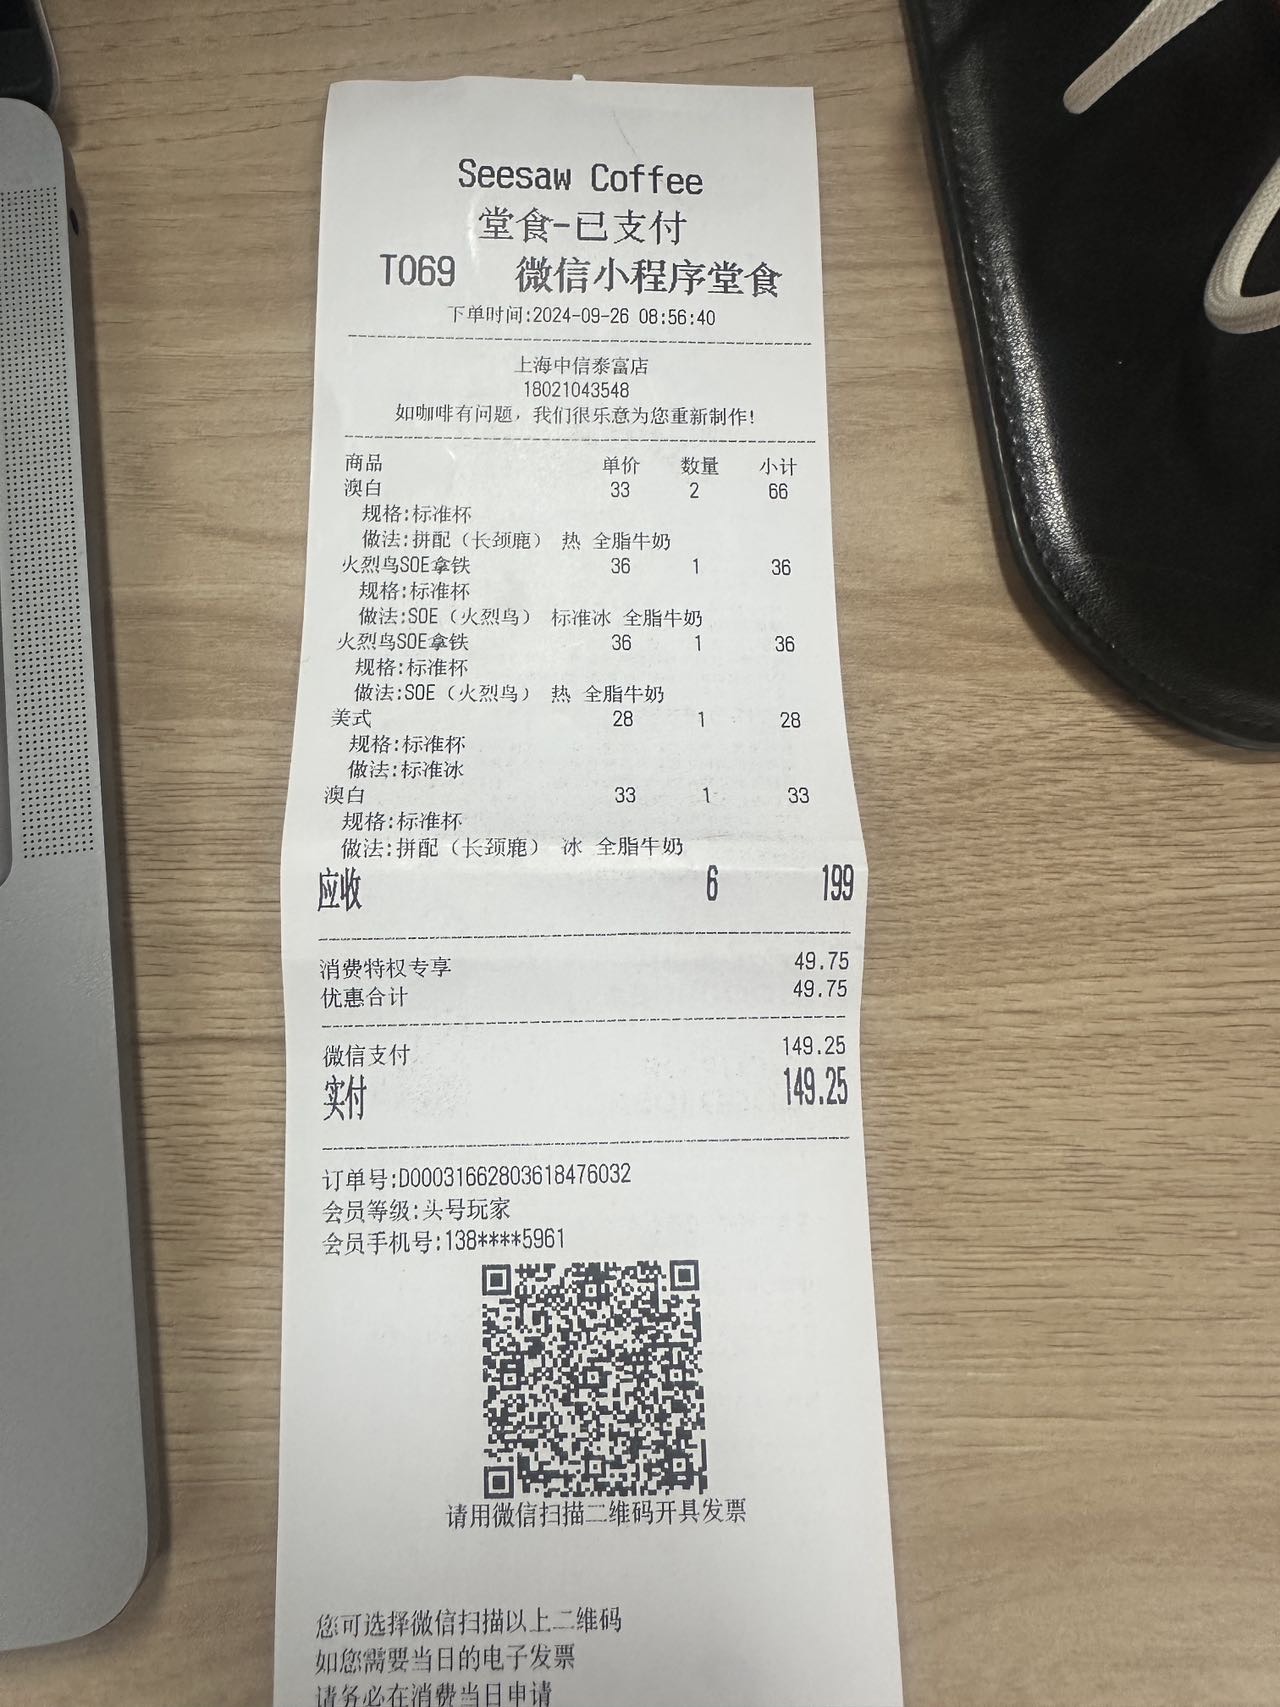 Seesaw Coffee
堂食-已支付
T069 微信小程序堂食
下单时间:2024-09-26 08:56:40
上海中信泰富店
18021043548
如咖啡有问题，我们很乐意为您重新制作!
商品 单价 数量 小计
澳白 33 2 66
规格:标准杯
做法:拼配（长颈鹿） 热 全脂牛奶
火烈鸟SOE拿铁 36 1 36
规格:标准杯
做法:SOE（火烈鸟） 标准冰 全脂牛奶
火烈鸟SOE拿铁 36 1 36
规格:标准杯
做法:SOE（火烈鸟） 热 全脂牛奶
美式 28 1 28
规格:标准杯
做法:标准冰
澳白 33 1 33
规格:标准杯
做法:拼配（长颈鹿） 冰 全脂牛奶
应收 6 199
消费特权专享 49.75
优惠合计 49.75
微信支付 149.25
实付 149.25
订单号:D00031662803618476032
会员等级:头号玩家
会员手机号:138****5961
请用微信扫描二维码开具发票
您可选择微信扫描以上二维码
如您需要当日的电子发票
请务必在消费当日申请